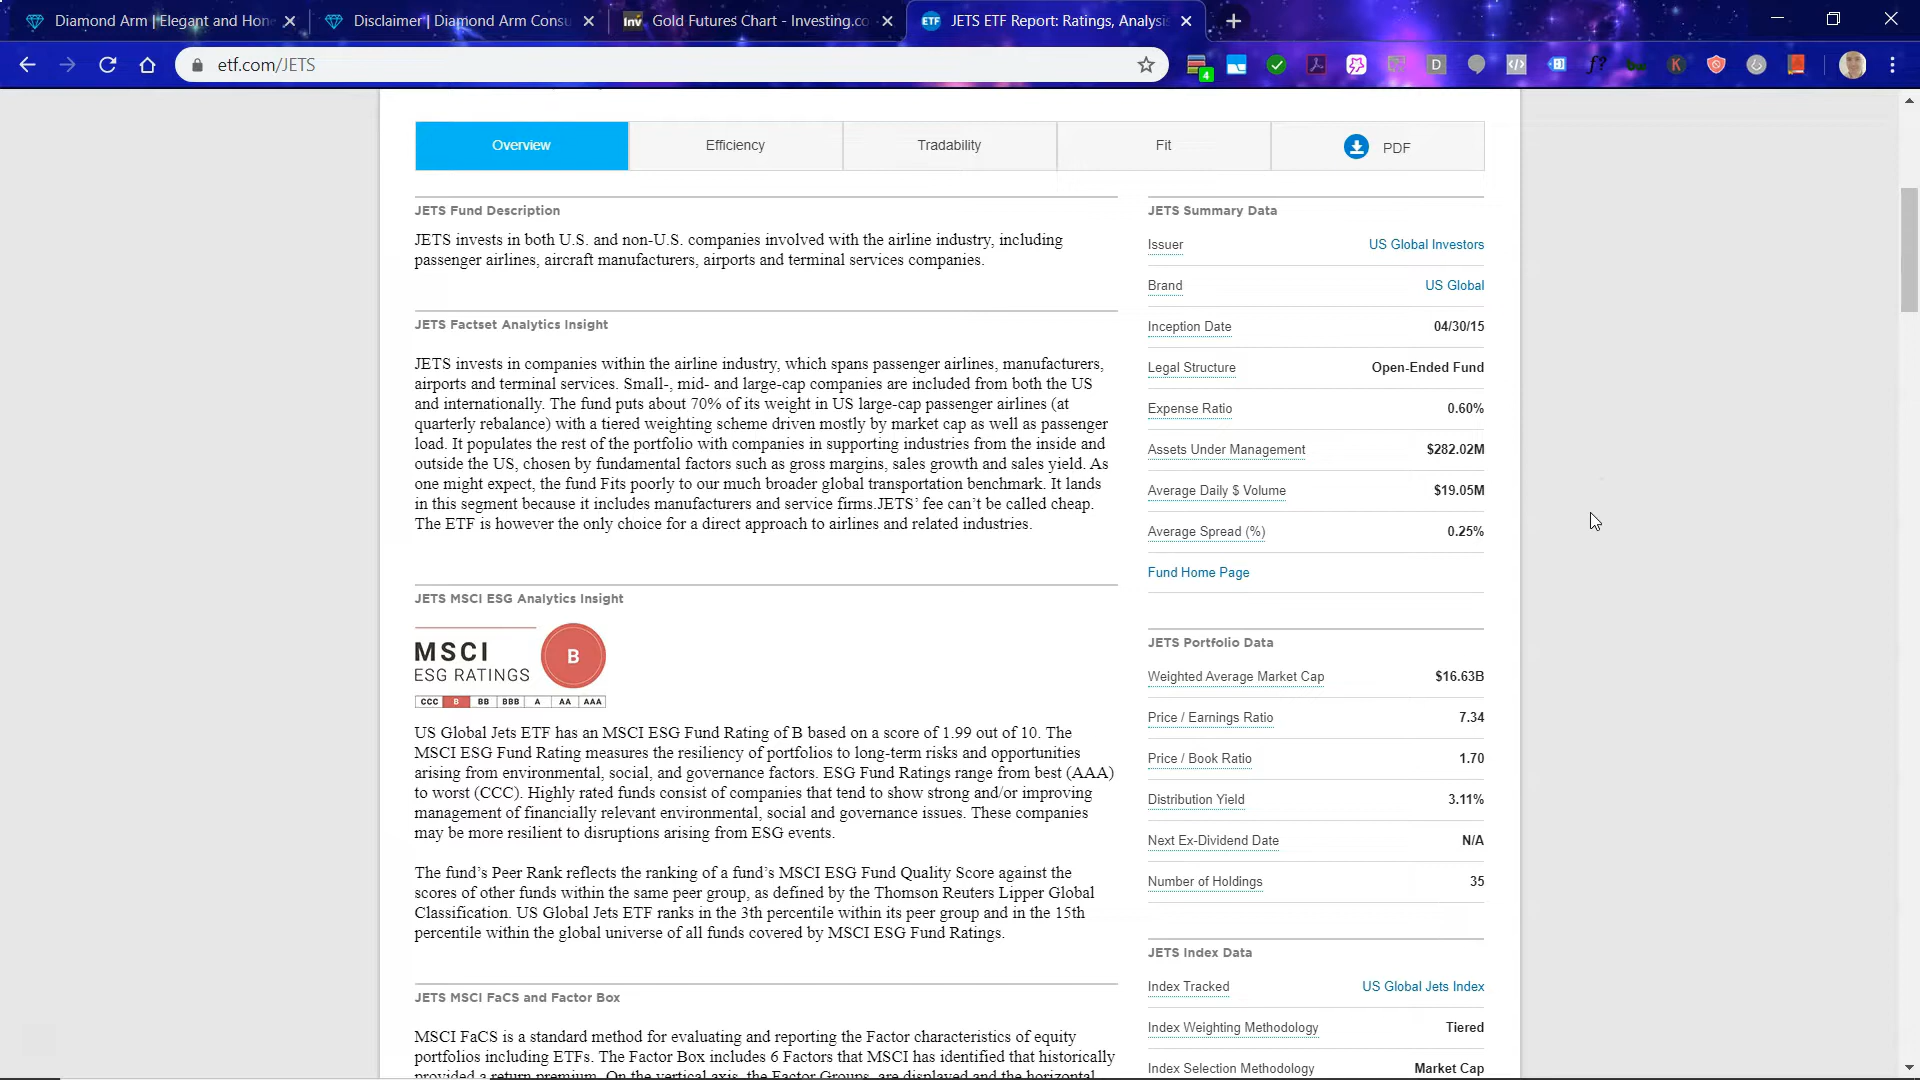 Diamond Arm | Elegant and Hon
Disclaimer | Diamond Arm Consu
Inv Gold Futures Chart - Investing.co
ETF JETS ETF Report: Ratings, Analysis
etf.com/JETS
4
D
f?
K
Overview
Efficiency
Tradability
Fit
PDF
JETS Fund Description
JETS invests in both U.S. and non-U.S. companies involved with the airline industry, including
passenger airlines, aircraft manufacturers, airports and terminal services companies.
JETS Factset Analytics Insight
JETS invests in companies within the airline industry, which spans passenger airlines, manufacturers,
airports and terminal services. Small-, mid- and large-cap companies are included from both the US
and internationally. The fund puts about 70% of its weight in US large-cap passenger airlines (at
quarterly rebalance) with a tiered weighting scheme driven mostly by market cap as well as passenger
load. It populates the rest of the portfolio with companies in supporting industries from the inside and
outside the US, chosen by fundamental factors such as gross margins, sales growth and sales yield. As
one might expect, the fund Fits poorly to our much broader global transportation benchmark. It lands
in this segment because it includes manufacturers and service firms.JETS’ fee can’t be called cheap.
The ETF is however the only choice for a direct approach to airlines and related industries.
JETS MSCI ESG Analytics Insight
MSCI
ESG RATINGS
B
CCC B BB BBB A AA AAA
US Global Jets ETF has an MSCI ESG Fund Rating of B based on a score of 1.99 out of 10. The
MSCI ESG Fund Rating measures the resiliency of portfolios to long-term risks and opportunities
arising from environmental, social, and governance factors. ESG Fund Ratings range from best (AAA)
to worst (CCC). Highly rated funds consist of companies that tend to show strong and/or improving
management of financially relevant environmental, social and governance issues. These companies
may be more resilient to disruptions arising from ESG events.
The fund’s Peer Rank reflects the ranking of a fund’s MSCI ESG Fund Quality Score against the
scores of other funds within the same peer group, as defined by the Thomson Reuters Lipper Global
Classification. US Global Jets ETF ranks in the 3th percentile within its peer group and in the 15th
percentile within the global universe of all funds covered by MSCI ESG Fund Ratings.
JETS MSCI FaCS and Factor Box
MSCI FaCS is a standard method for evaluating and reporting the Factor characteristics of equity
portfolios including ETFs. The Factor Box includes 6 Factors that MSCI has identified that historically
provided a return premium. On the vertical axis, the Factor Groups, are displayed and the horizontal
JETS Summary Data
Issuer US Global Investors
Brand US Global
Inception Date 04/30/15
Legal Structure Open-Ended Fund
Expense Ratio 0.60%
Assets Under Management $282.02M
Average Daily $ Volume $19.05M
Average Spread (%) 0.25%
Fund Home Page
JETS Portfolio Data
Weighted Average Market Cap $16.63B
Price / Earnings Ratio 7.34
Price / Book Ratio 1.70
Distribution Yield 3.11%
Next Ex-Dividend Date N/A
Number of Holdings 35
JETS Index Data
Index Tracked US Global Jets Index
Index Weighting Methodology Tiered
Index Selection Methodology Market Cap